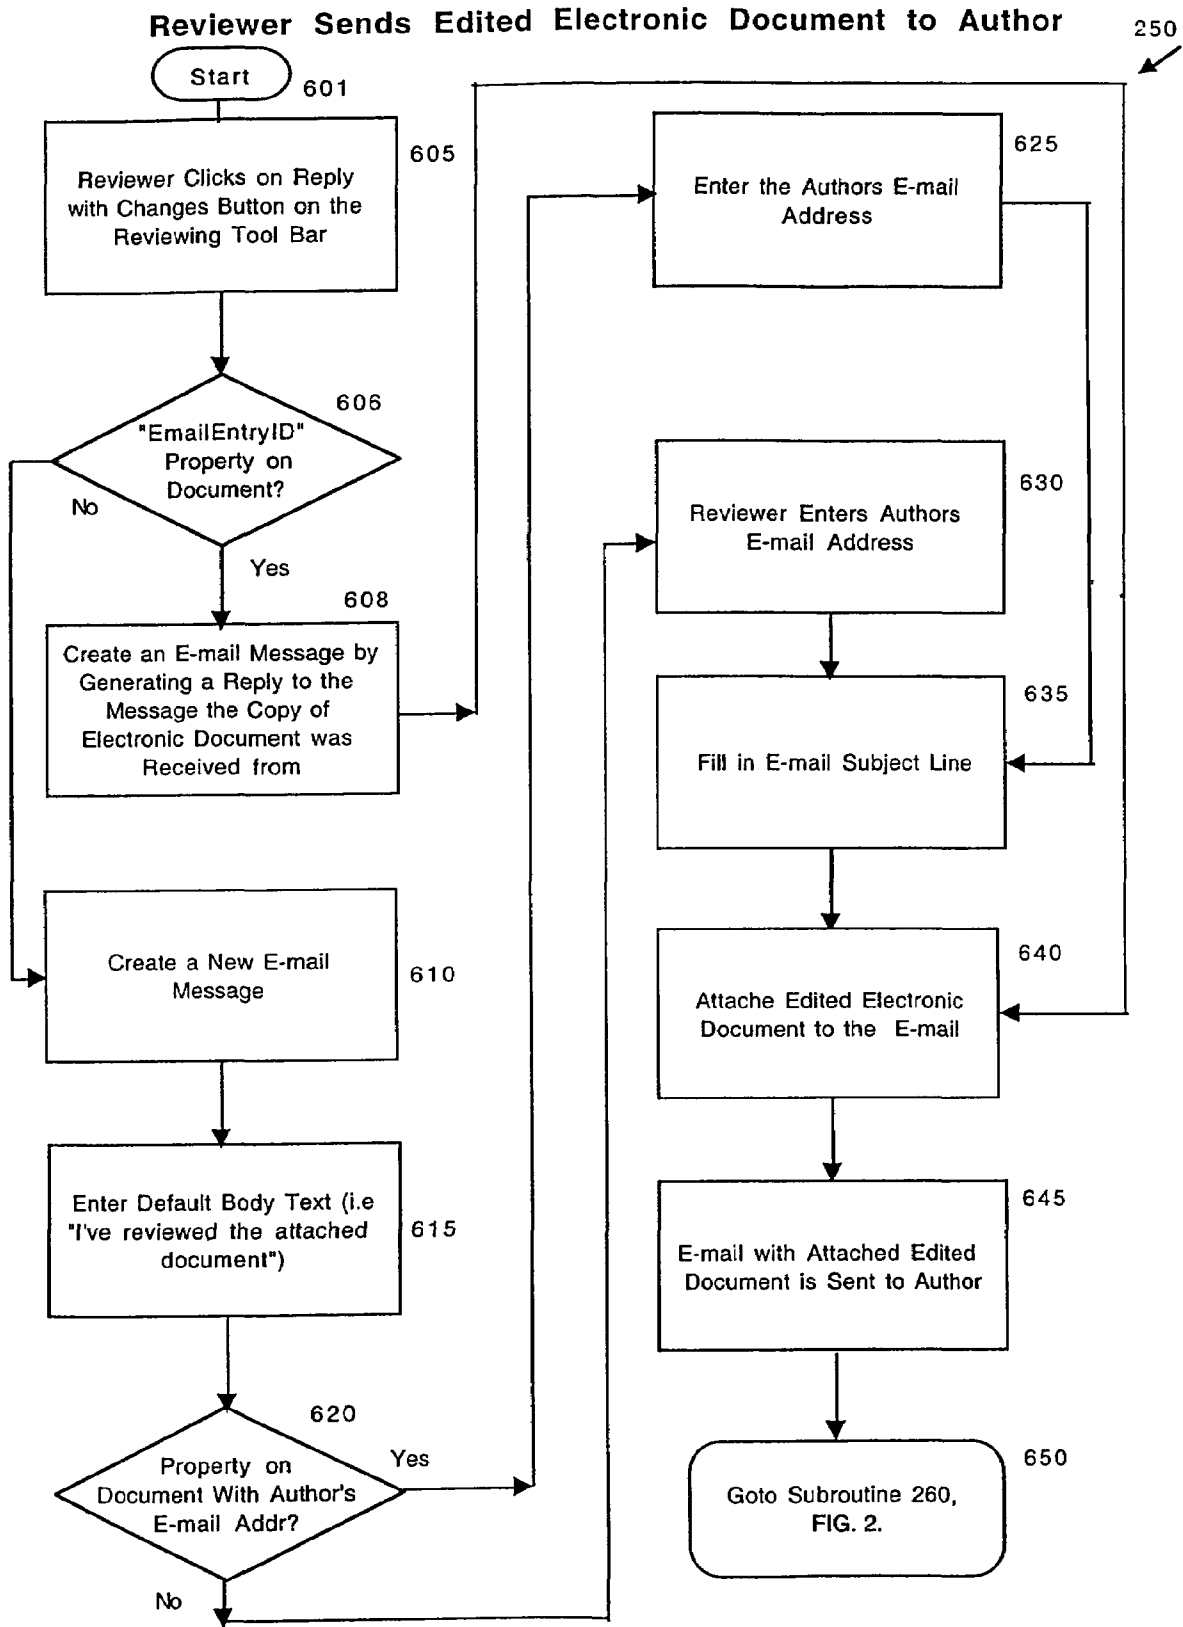 Reviewer Sends Edited Electronic Document to Author
250
Start
601
Reviewer Clicks on Reply
with Changes Button on the
Reviewing Tool Bar
605
"EmailEntryID"
Property on
Document?
606
No
Yes
608
Create an E-mail Message by
Generating a Reply to the
Message the Copy of
Electronic Document was
Received from
Create a New E-mail
Message
610
Enter Default Body Text (i.e
"I've reviewed the attached
document")
615
620
Property on
Document With Author's
E-mail Addr?
Yes
No
625
Enter the Authors E-mail
Address
630
Reviewer Enters Authors
E-mail Address
635
Fill in E-mail Subject Line
640
Attache Edited Electronic
Document to the E-mail
645
E-mail with Attached Edited
Document is Sent to Author
650
Goto Subroutine 260,
FIG. 2.